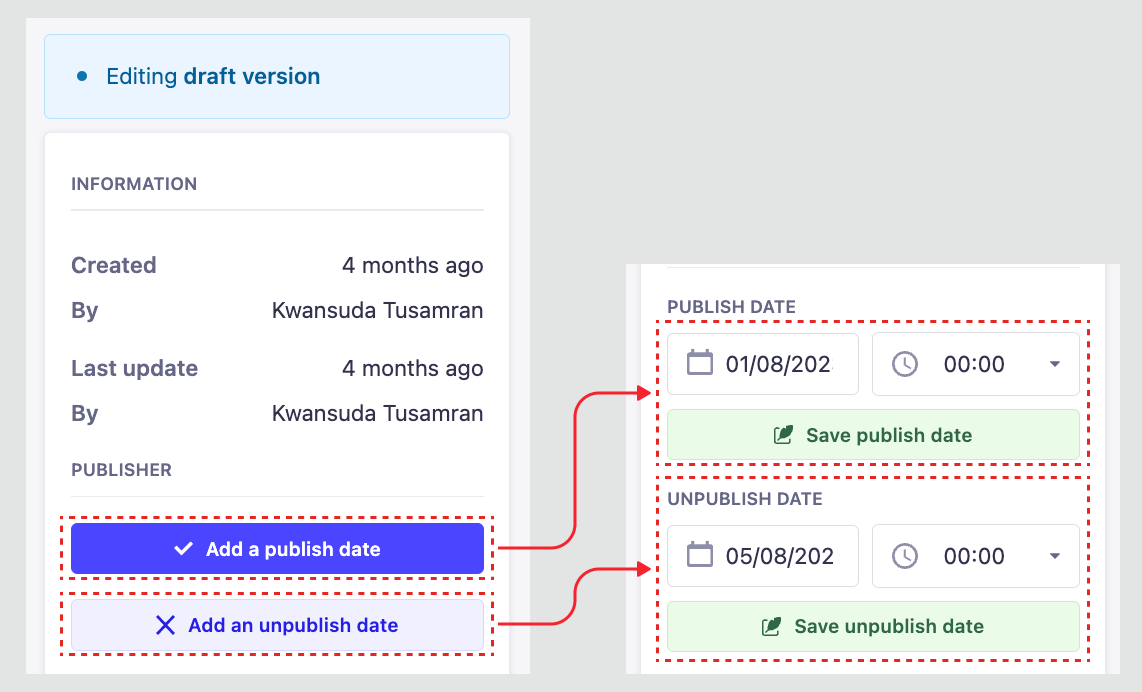 Editing draft version
INFORMATION
Created 4 months ago
By Kwansuda Tusamran
Last update 4 months ago
By Kwansuda Tusamran
PUBLISHER
Add a publish date
Add an unpublish date
PUBLISH DATE
01/08/202 00:00
Save publish date
UNPUBLISH DATE
05/08/202 00:00
Save unpublish date